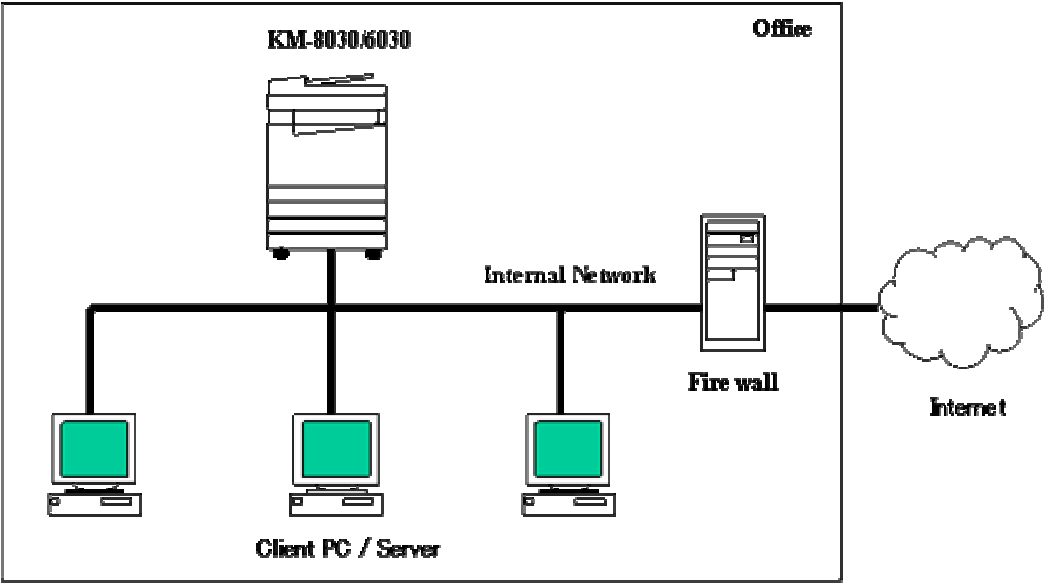 Office
KM-8030/6030
Internal Network
Fire wall
Internet
Client PC / Server